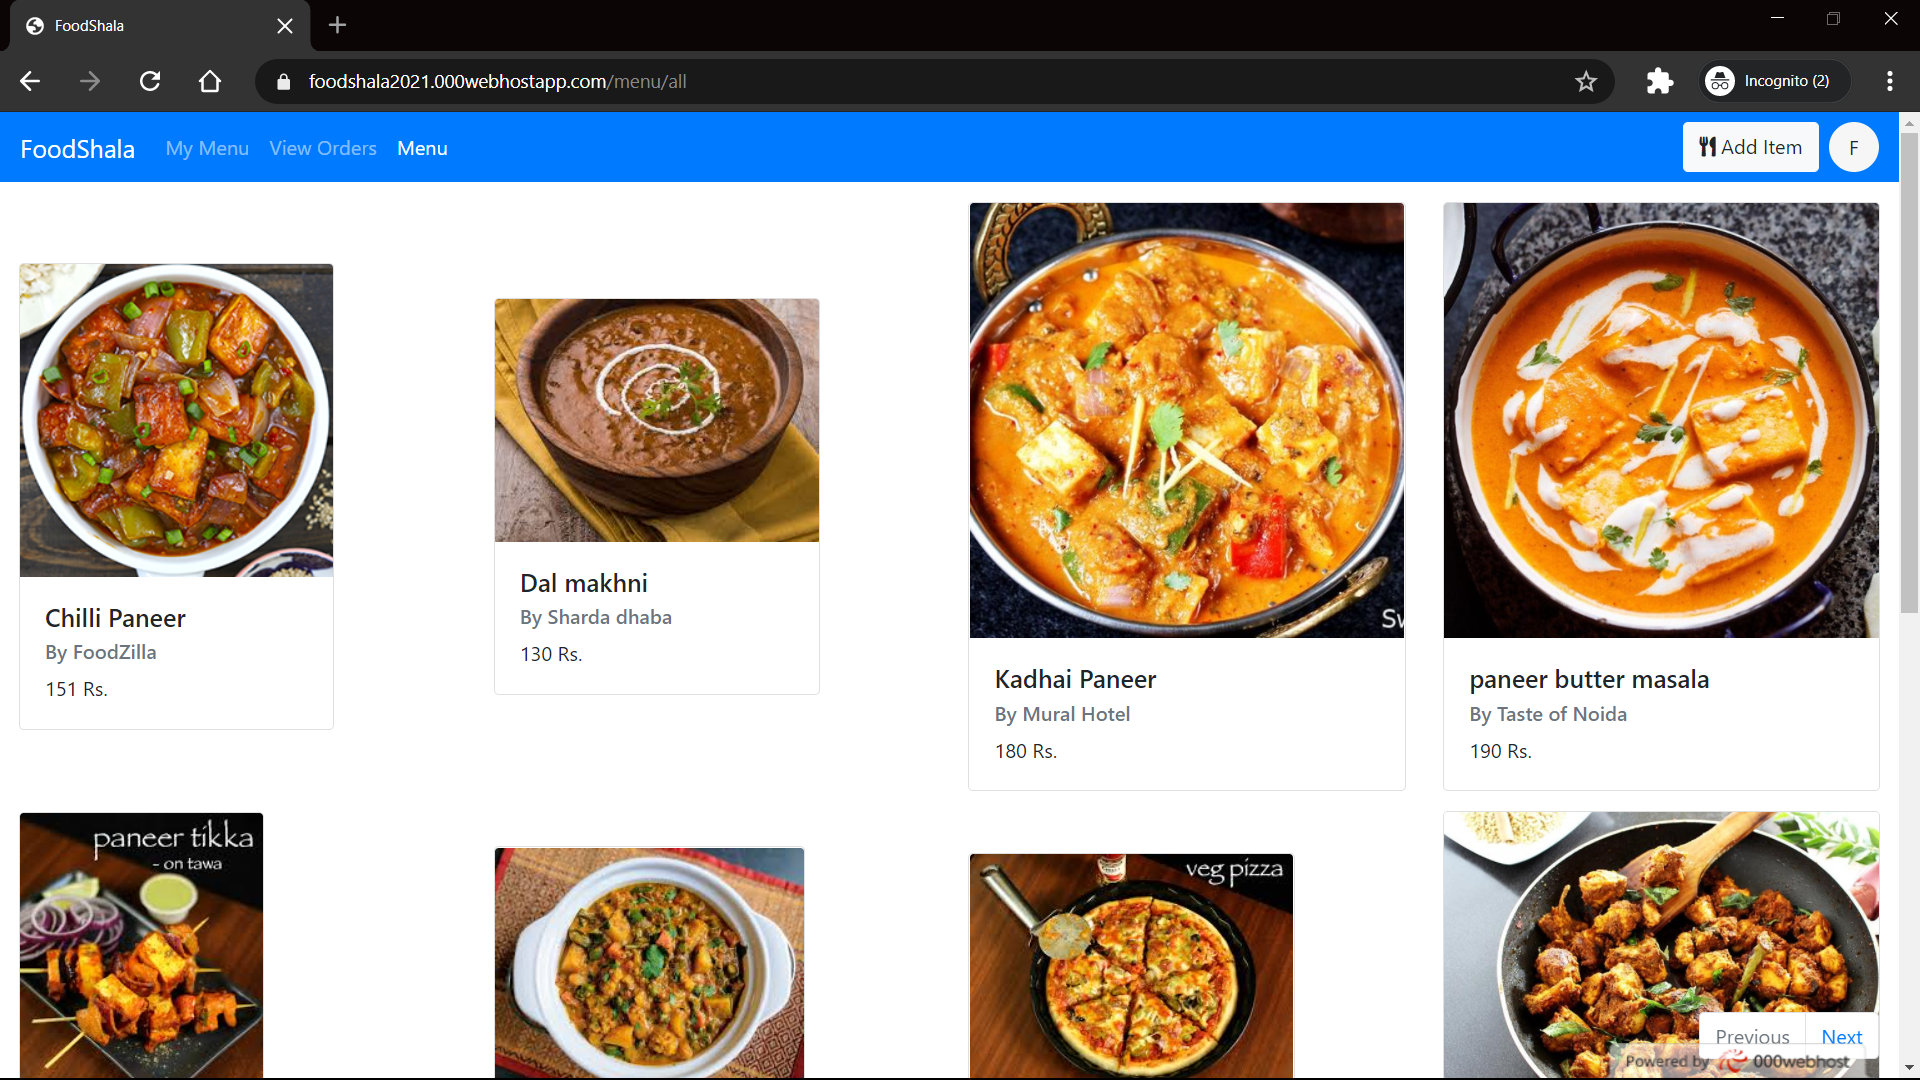 FoodShala
foodshala2021.000webhostapp.com/menu/all
Incognito (2)
FoodShala My Menu View Orders Menu Add Item F
Chilli Paneer
By FoodZilla
151 Rs.
Dal makhni
By Sharda dhaba
130 Rs.
Sw
Kadhai Paneer
By Mural Hotel
180 Rs.
paneer butter masala
By Taste of Noida
190 Rs.
paneer tikka
- on tawa
veg pizza
Previous Next
Powered by 000webhost